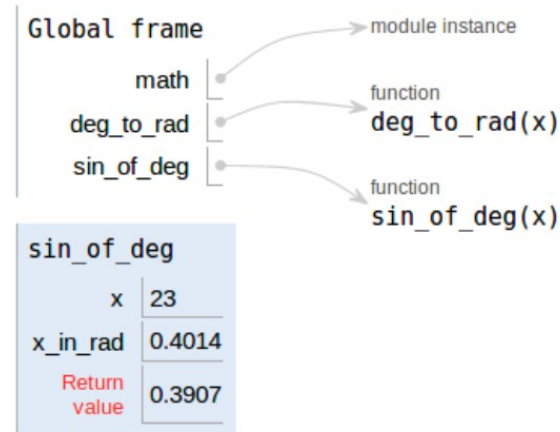 Global frame
module instance
math
function
deg_to_rad
deg_to_rad(x)
sin_of_deg
function
sin_of_deg(x)
sin_of_deg
x 23
x_in_rad 0.4014
Return
value 0.3907